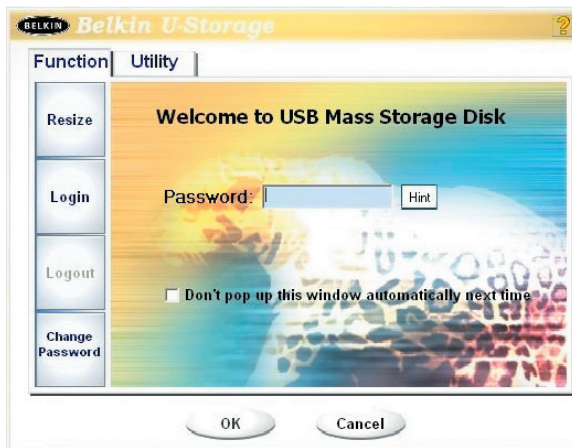 BELKIN Belkin U-Storage ?
Function Utility
Resize
Login
Logout
Change
Password
Welcome to USB Mass Storage Disk
Password: Hint
Don't pop up this window automatically next time
OK Cancel